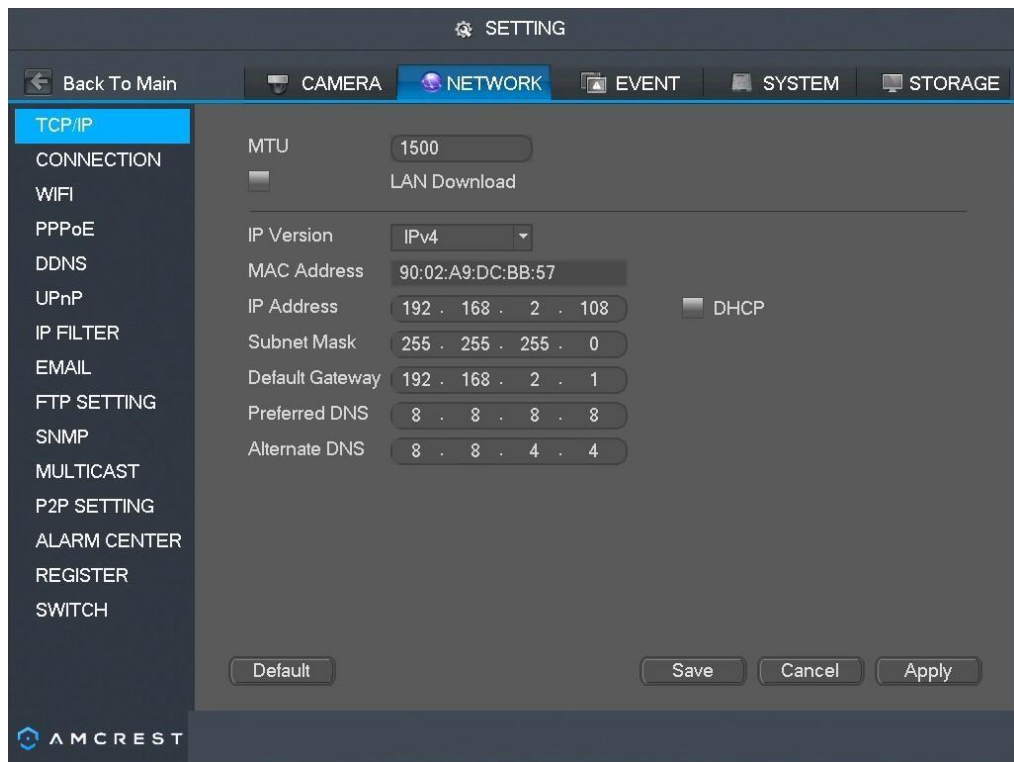 SETTING
Back To Main CAMERA NETWORK EVENT SYSTEM STORAGE
TCP/IP
CONNECTION
WIFI
PPPoE
DDNS
UPnP
IP FILTER
EMAIL
FTP SETTING
SNMP
MULTICAST
P2P SETTING
ALARM CENTER
REGISTER
SWITCH
MTU 1500
LAN Download
IP Version IPv4
MAC Address 90:02:A9:DC:BB:57
IP Address 192 . 168 . 2 . 108 DHCP
Subnet Mask 255 . 255 . 255 . 0
Default Gateway 192 . 168 . 2 . 1
Preferred DNS 8 . 8 . 8 . 8
Alternate DNS 8 . 8 . 4 . 4
Default Save Cancel Apply
AMCREST